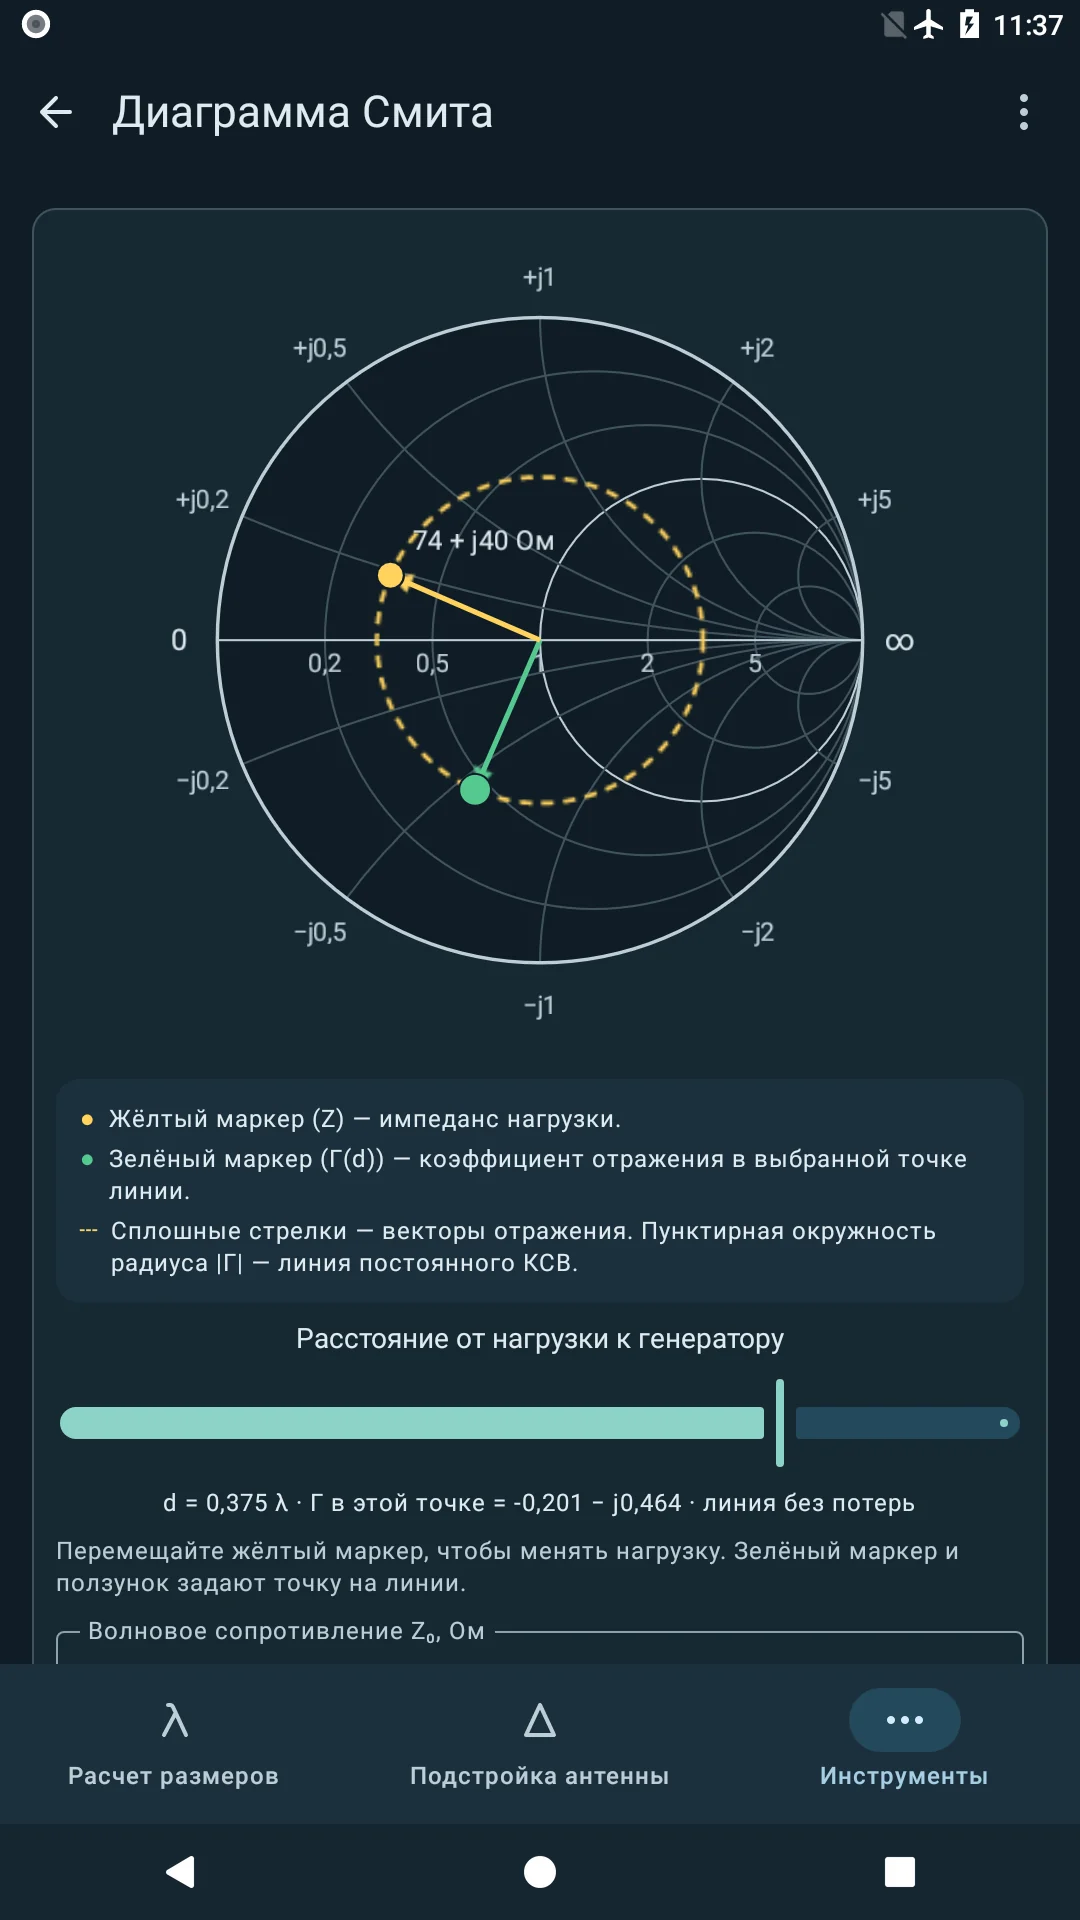 11:37
Диаграмма Смита
+j1
+j0,5
+j2
+j0,2
+j5
74 + j40 Ом
0
∞
0,2
0,5
1
2
5
−j0,2
−j5
−j0,5
−j2
−j1
Жёлтый маркер (Z) — импеданс нагрузки.
Зелёный маркер (Γ(d)) — коэффициент отражения в выбранной точке
линии.
Сплошные стрелки — векторы отражения. Пунктирная окружность
радиуса |Γ| — линия постоянного КСВ.
Расстояние от нагрузки к генератору
d = 0,375 λ · Γ в этой точке = -0,201 − j0,464 · линия без потерь
Перемещайте жёлтый маркер, чтобы менять нагрузку. Зелёный маркер и
ползунок задают точку на линии.
Волновое сопротивление Z₀, Ом
λ
Δ
Расчет размеров
Подстройка антенны
Инструменты